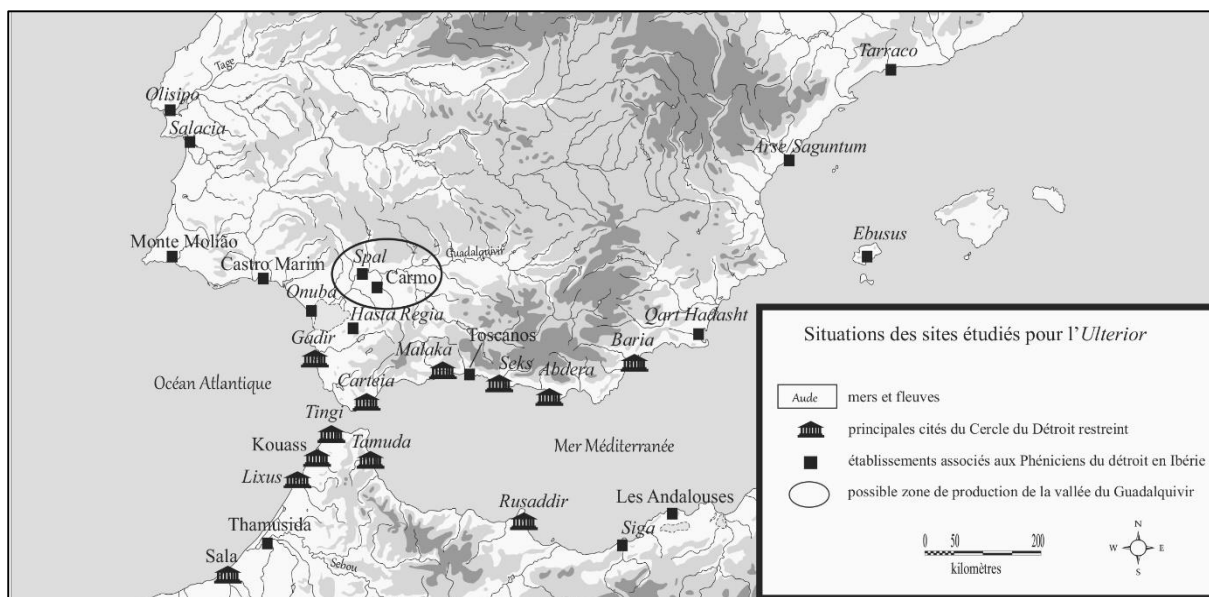 Tarraco
Tage
Olisipo
Salacia
Arse/Saguntum
Monte Molião
Castro Marim
Spal
Guadalquivir
Carmo
Ebusus
Onuba
Hasta Regia
Gadir
Malaka
Toscanos
Seks
Abdera
Baria
Qart Hadasht
Océan Atlantique
Carteia
Tingi
Kouass
Tamuda
Mer Méditerranée
Lixus
Rusaddir
Les Andalouses
Siga
Thamusida
Sala
Sebou
Situations des sites étudiés pour l'Ulterior
Aude
mers et fleuves
principales cités du Cercle du Détroit restreint
établissements associés aux Phéniciens du détroit en Ibérie
possible zone de production de la vallée du Guadalquivir
0 50 200
kilomètres
N
W E
S